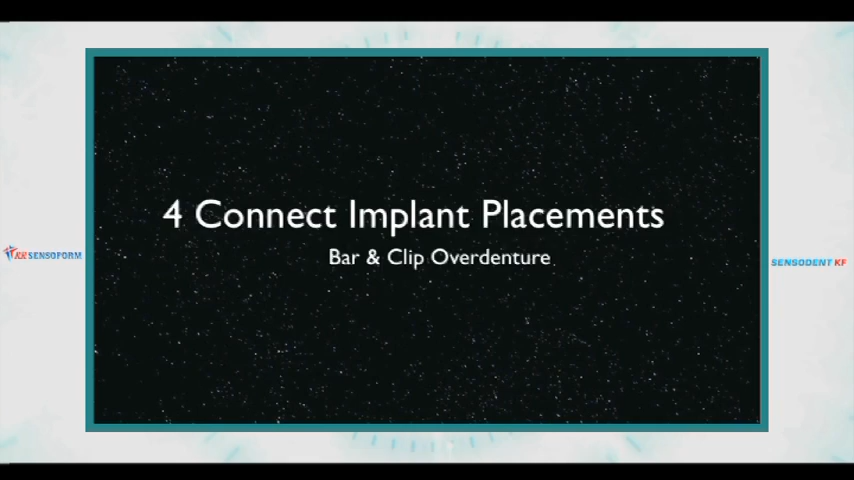 4 Connect Implant Placements
Bar & Clip Overdenture
SENSOFORM
SENSODENT KF